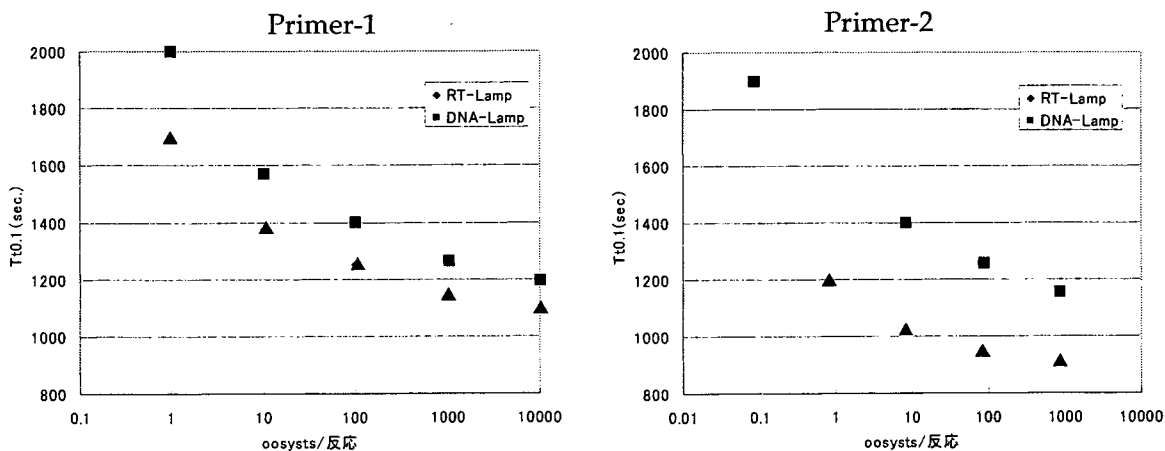 Primer-1
2000
1800
1600
1400
1200
1000
800
Tt0.1(sec.)
0.1 1 10 100 1000 10000
oosysts/反応
RT-Lamp
DNA-Lamp
Primer-2
2000
1800
1600
1400
1200
1000
800
Tt0.1(sec)
0.01 0.1 1 10 100 1000 10000
oosysts/反応
RT-Lamp
DNA-Lamp